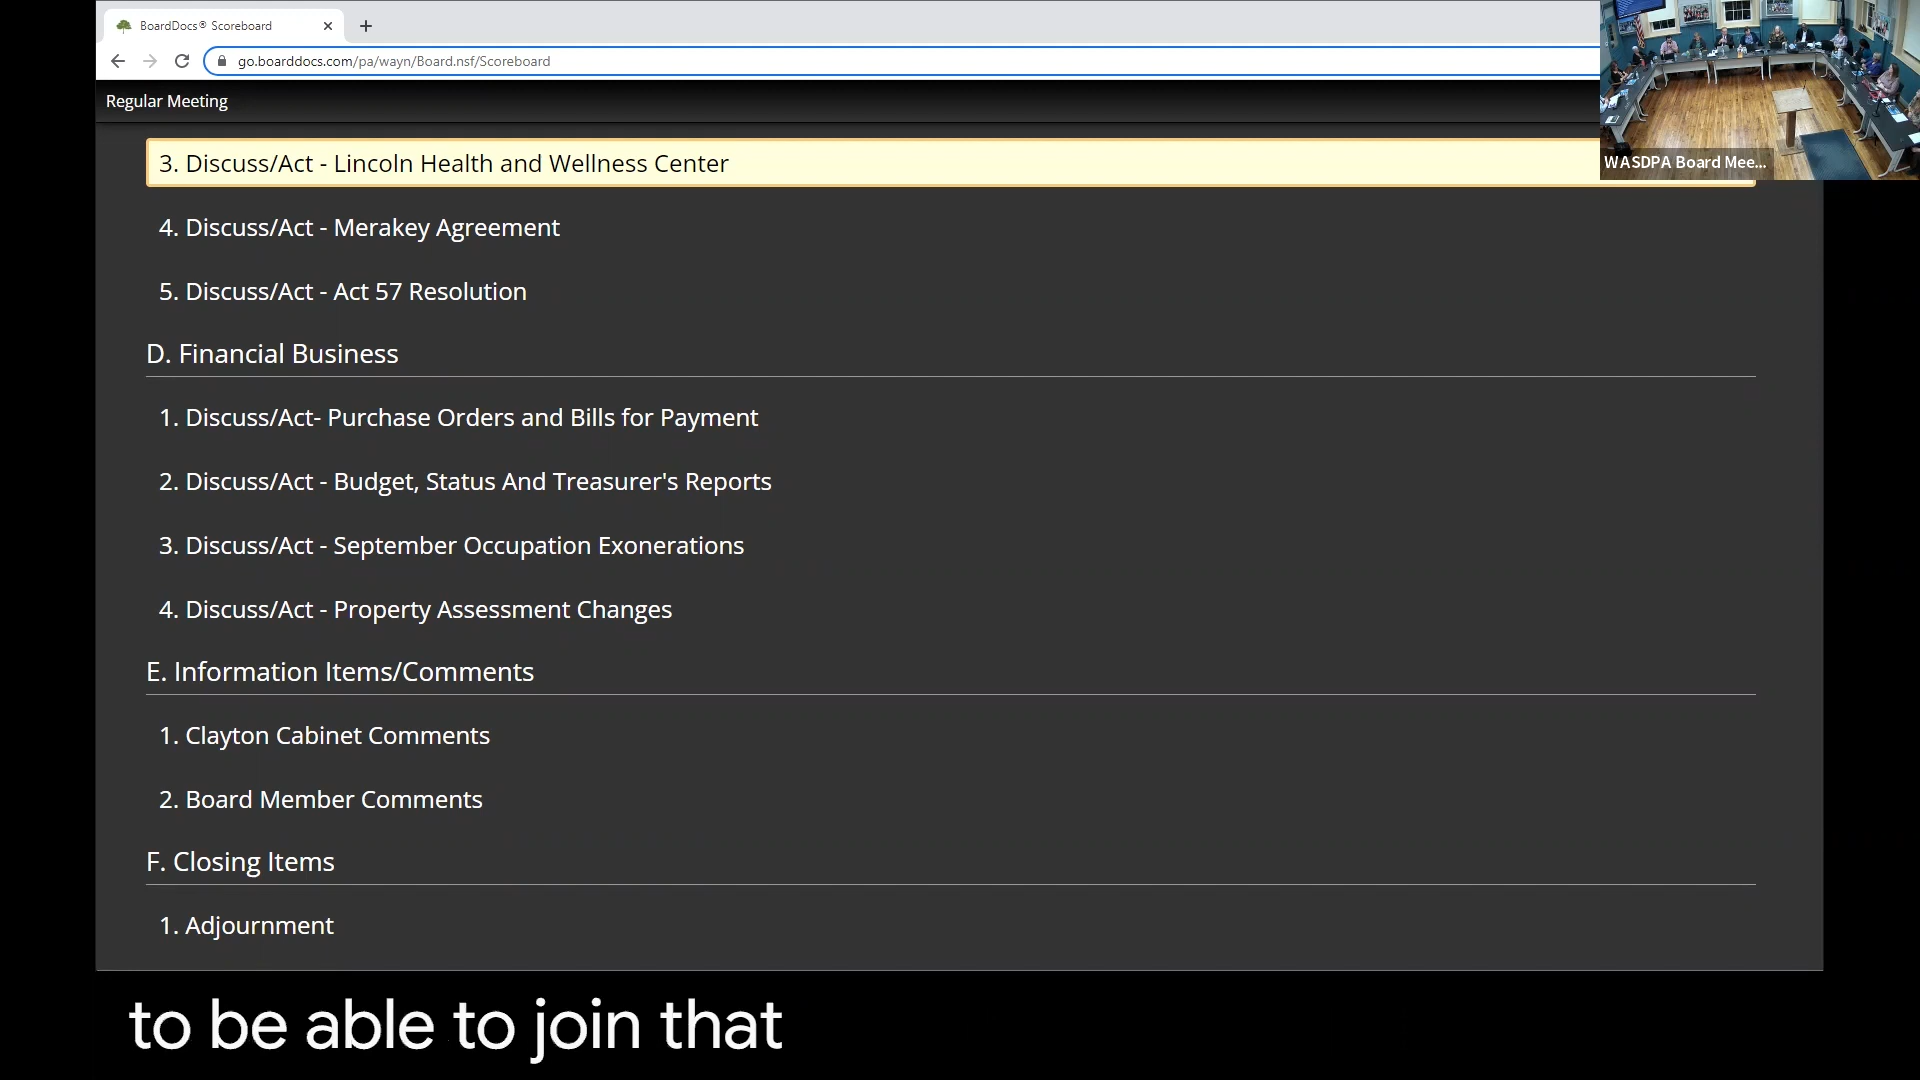 BoardDocs® Scoreboard
go.boarddocs.com/pa/wayn/Board.nsf/Scoreboard
Regular Meeting
WASDPA Board Mee...
3. Discuss/Act - Lincoln Health and Wellness Center
4. Discuss/Act - Merakey Agreement
5. Discuss/Act - Act 57 Resolution
D. Financial Business
1. Discuss/Act- Purchase Orders and Bills for Payment
2. Discuss/Act - Budget, Status And Treasurer's Reports
3. Discuss/Act - September Occupation Exonerations
4. Discuss/Act - Property Assessment Changes
E. Information Items/Comments
1. Clayton Cabinet Comments
2. Board Member Comments
F. Closing Items
1. Adjournment
to be able to join that